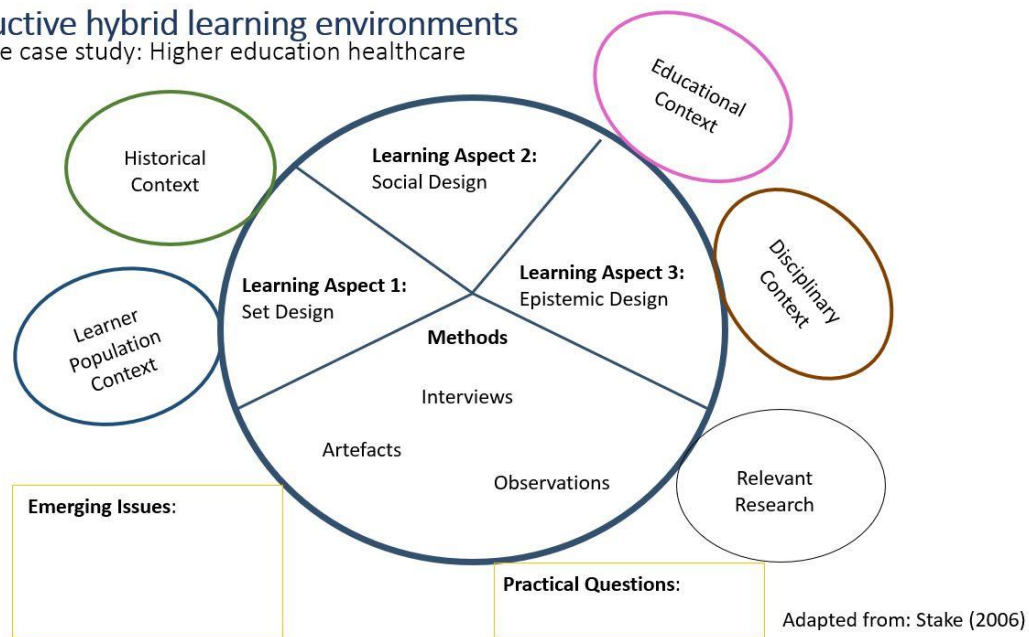 uctive hybrid learning environments
e case study: Higher education healthcare
Educational
Context
Historical
Context
Learning Aspect 2:
Social Design
Disciplinary
Context
Learning Aspect 1:
Set Design
Learning Aspect 3:
Epistemic Design
Learner
Population
Context
Methods
Interviews
Artefacts
Observations
Relevant
Research
Emerging Issues:
Practical Questions:
Adapted from: Stake (2006)